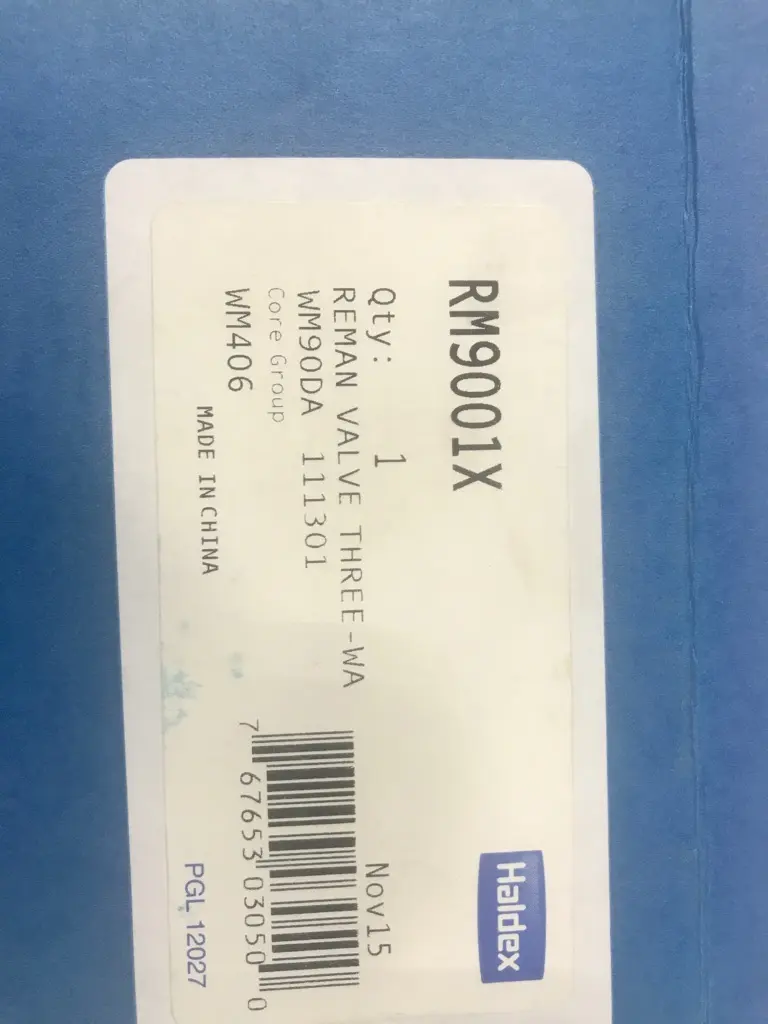 RM9001X
Haldex
Qty: 1
Nov15
REMAN VALVE THREE-WA
WM90DA 111301
Core Group
WM406
7 67653 03050 0
MADE IN CHINA
PGL 12027